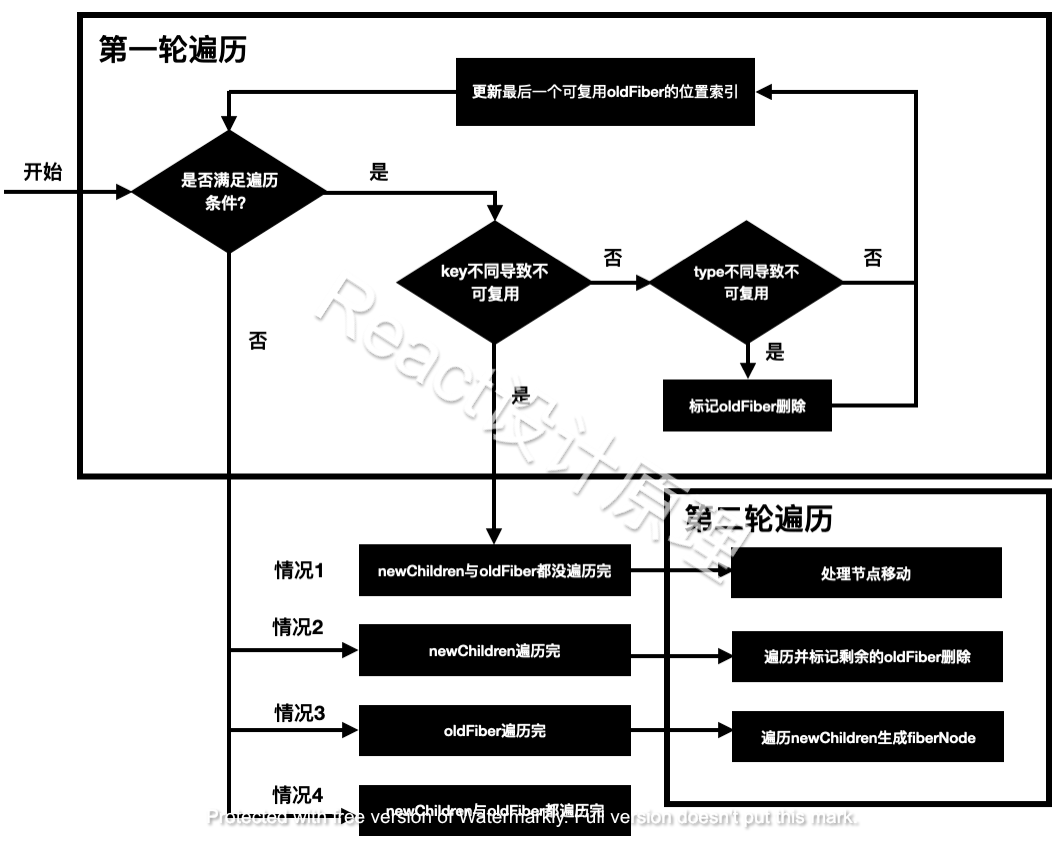 第一轮遍历
更新最后一个可复用oldFiber的位置索引
开始
是否满足遍历
条件?
是
key不同导致不
可复用
否
type不同导致不
可复用
否
是
标记oldFiber删除
否
是
React设计原理
第二轮遍历
情况1
newChildren与oldFiber都没遍历完
处理节点移动
情况2
newChildren遍历完
遍历并标记剩余的oldFiber删除
情况3
oldFiber遍历完
遍历newChildren生成fiberNode
情况4
newChildren与oldFiber都遍历完
Protected with free version of Watermarkly. Full version doesn't put this mark.